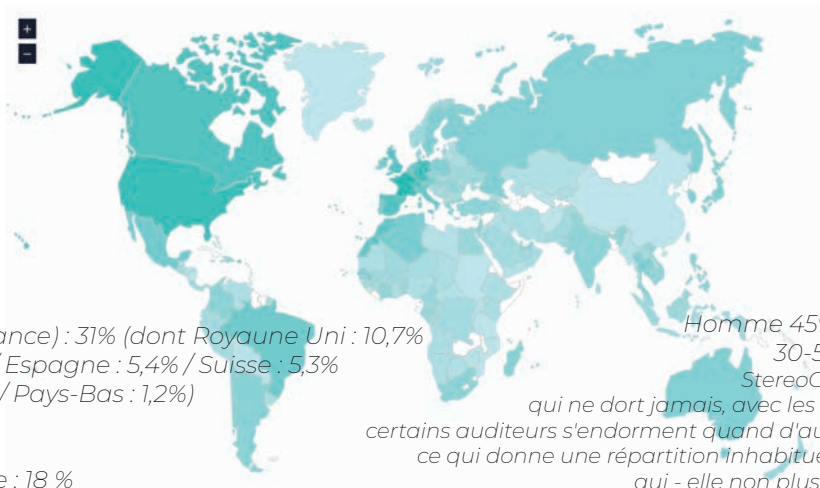 +
−
ance) : 31% (dont Royaune Uni : 10,7%
/ Espagne : 5,4% / Suisse : 5,3%
/ Pays-Bas : 1,2%)
e : 18 %
Homme 45%
30-5
StereoC
qui ne dort jamais, avec les
certains auditeurs s'endorment quand d'au
ce qui donne une répartition inhabitue
qui - elle non plus